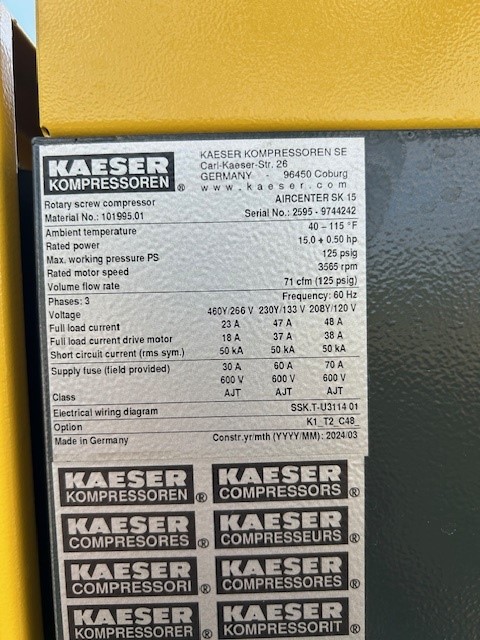 KAESER
KOMPRESSOREN ®
KAESER KOMPRESSOREN SE
Carl-Kaeser-Str. 26
GERMANY - 96450 Coburg
www.kaeser.com
Rotary screw compressor AIRCENTER SK 15
Material No.: 101995.01 Serial No.: 2595 - 9744242
Ambient temperature 40 - 115 °F
Rated power 15.0 + 0.50 hp
Max. working pressure PS 125 psig
Rated motor speed 3565 rpm
Volume flow rate 71 cfm (125 psig)
Phases: 3 Frequency: 60 Hz
Voltage 460Y/266 V 230Y/133 V 208Y/120 V
Full load current 23 A 47 A 48 A
Full load current drive motor 18 A 37 A 38 A
Short circuit current (rms sym.) 50 kA 50 kA 50 kA
Supply fuse (field provided) 30 A 60 A 70 A
600 V 600 V 600 V
Class AJT AJT AJT
Electrical wiring diagram SSK.T-U3114 01
Option K1_T2_C48_
Made in Germany Constr.yr/mth (YYYY/MM): 2024/03
KAESER KAESER
KOMPRESSOREN ® COMPRESSORS ®
KAESER KAESER
COMPRESORES ® COMPRESSEURS ®
KAESER KAESER
COMPRESSORI ® COMPRESSORES ®
KAESER KAESER
KOMPRESSORER ® KOMPRESSORIT ®